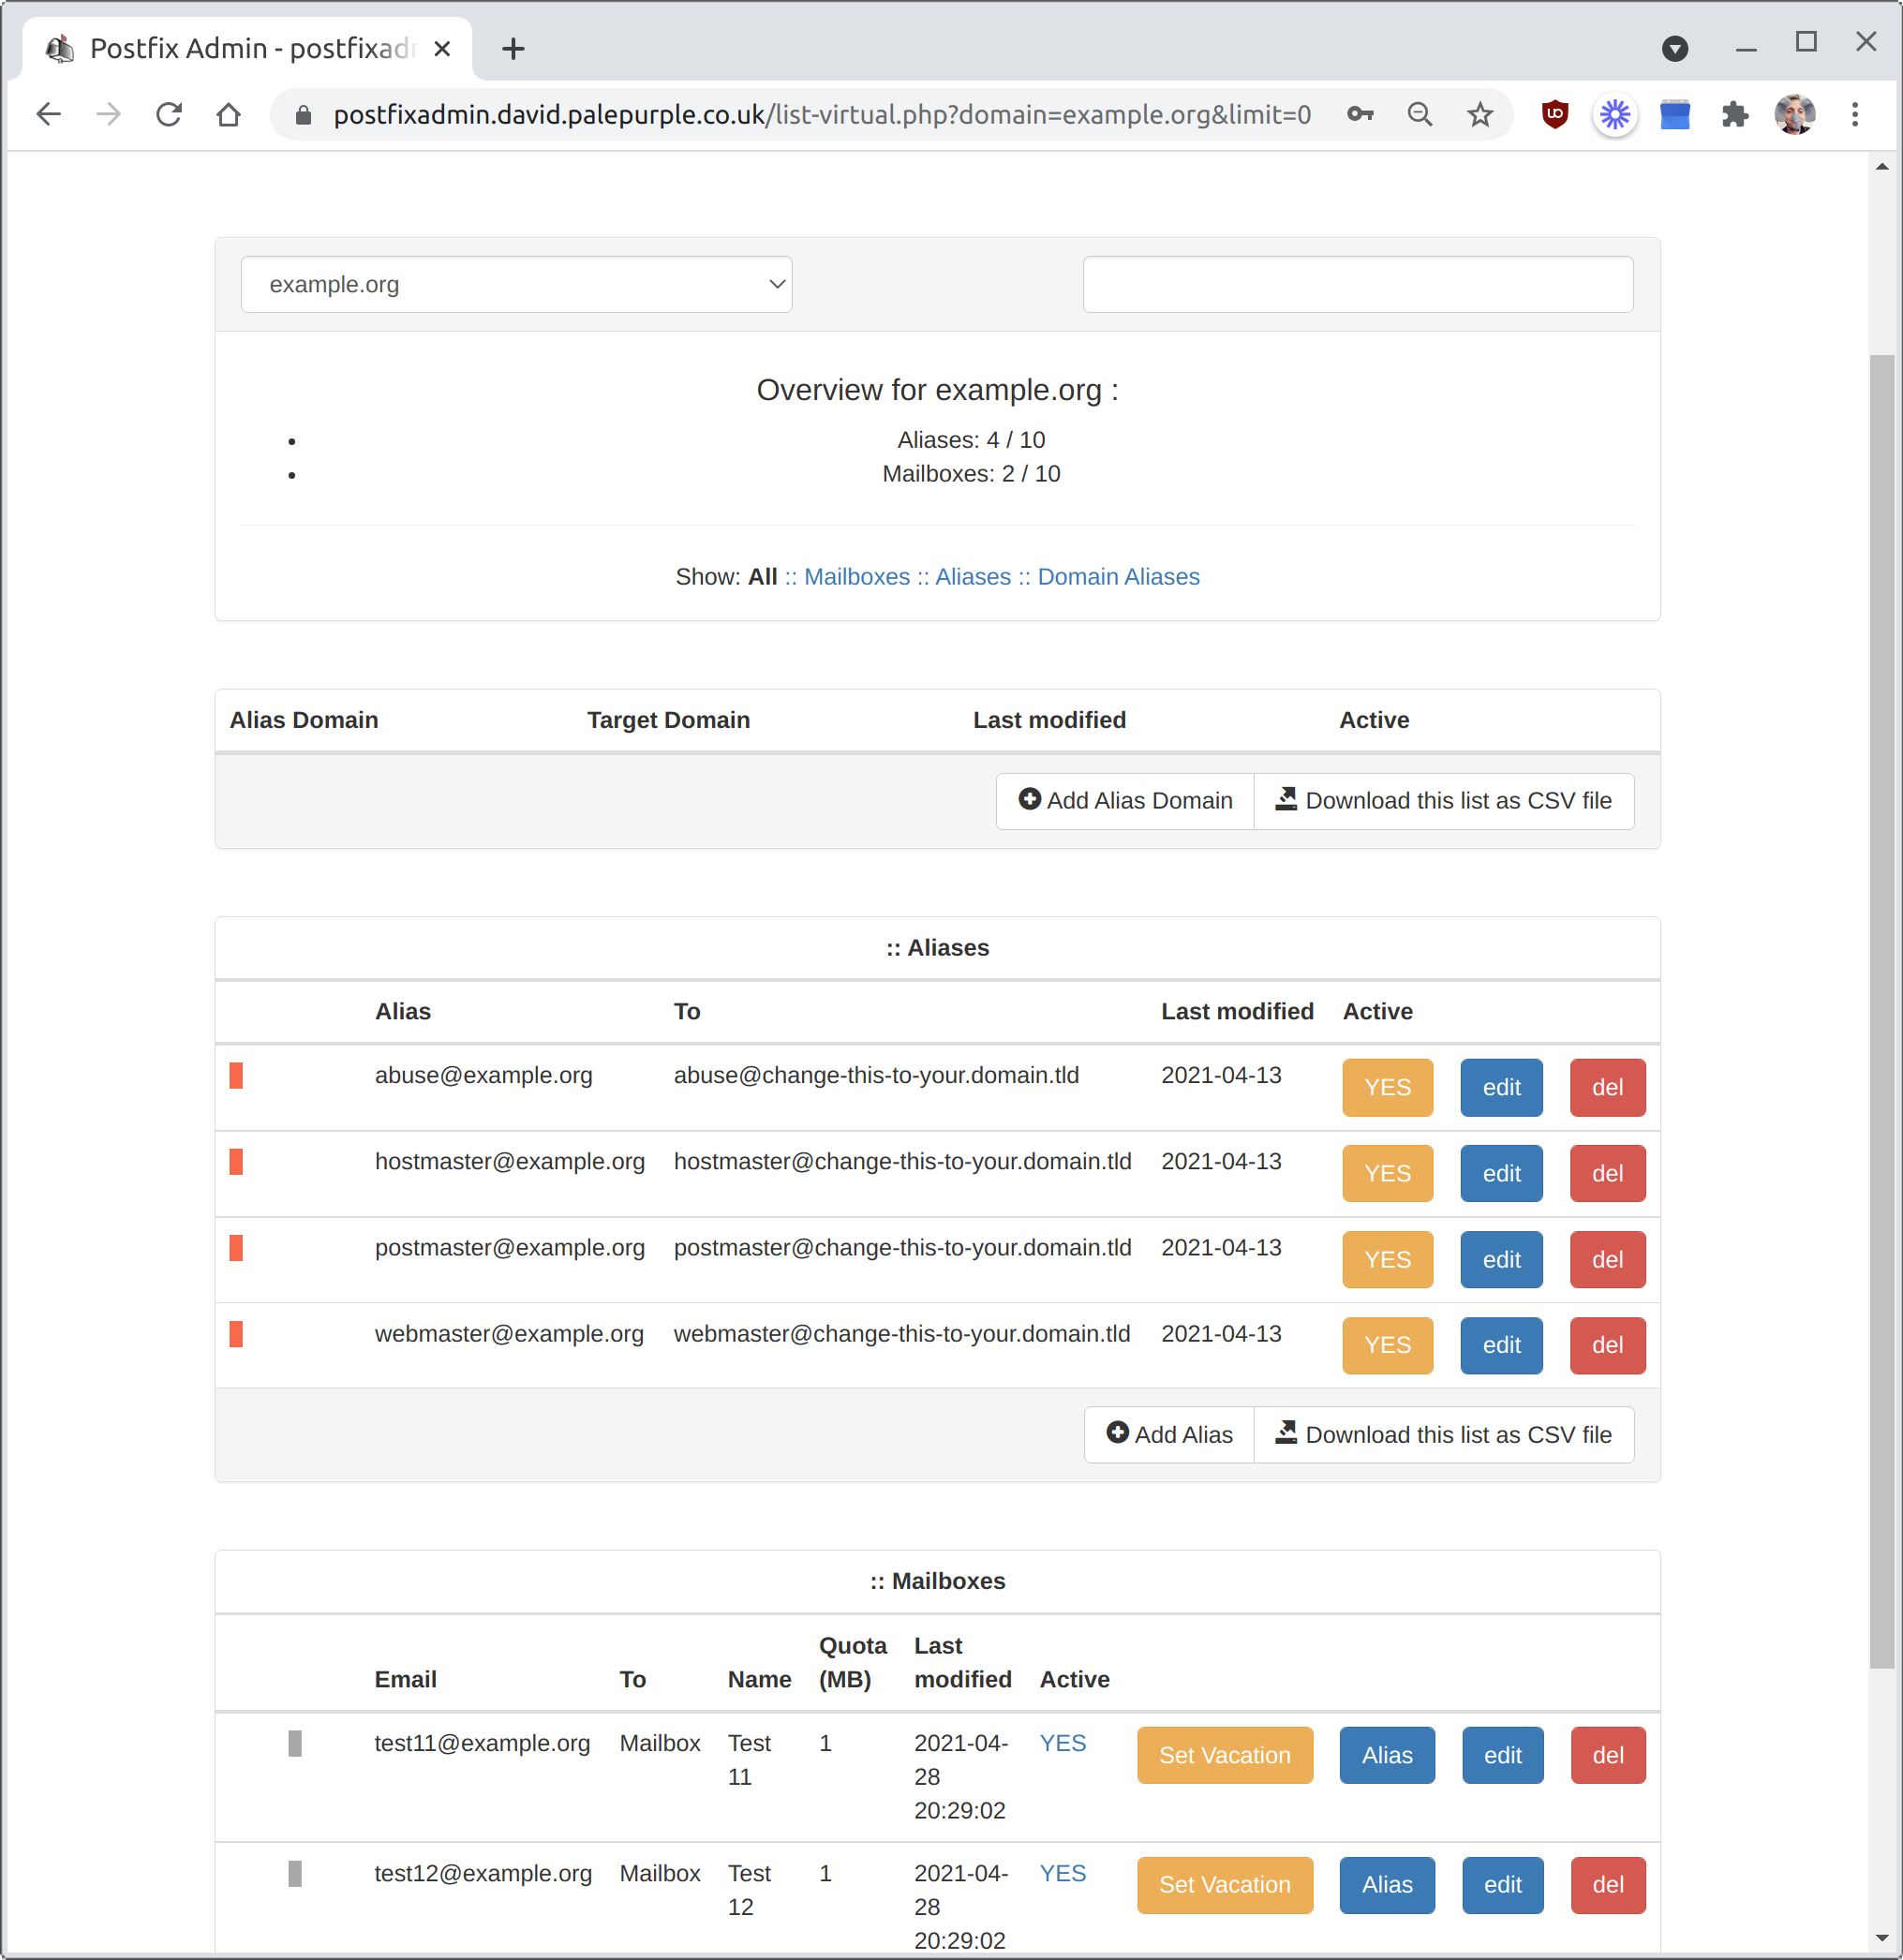 Postfix Admin - postfixadr
postfixadmin.david.palepurple.co.uk/list-virtual.php?domain=example.org&limit=0
example.org
Overview for example.org :
Aliases: 4 / 10
Mailboxes: 2 / 10
Show: All :: Mailboxes :: Aliases :: Domain Aliases
Alias Domain Target Domain Last modified Active
Add Alias Domain Download this list as CSV file
:: Aliases
Alias To Last modified Active
abuse@example.org abuse@change-this-to-your.domain.tld 2021-04-13 YES edit del
hostmaster@example.org hostmaster@change-this-to-your.domain.tld 2021-04-13 YES edit del
postmaster@example.org postmaster@change-this-to-your.domain.tld 2021-04-13 YES edit del
webmaster@example.org webmaster@change-this-to-your.domain.tld 2021-04-13 YES edit del
Add Alias Download this list as CSV file
:: Mailboxes
Quota Last
Email To Name (MB) modified Active
test11@example.org Mailbox Test 1 2021-04- YES Set Vacation Alias edit del
11 28
20:29:02
test12@example.org Mailbox Test 1 2021-04- YES Set Vacation Alias edit del
12 28
20:29:02